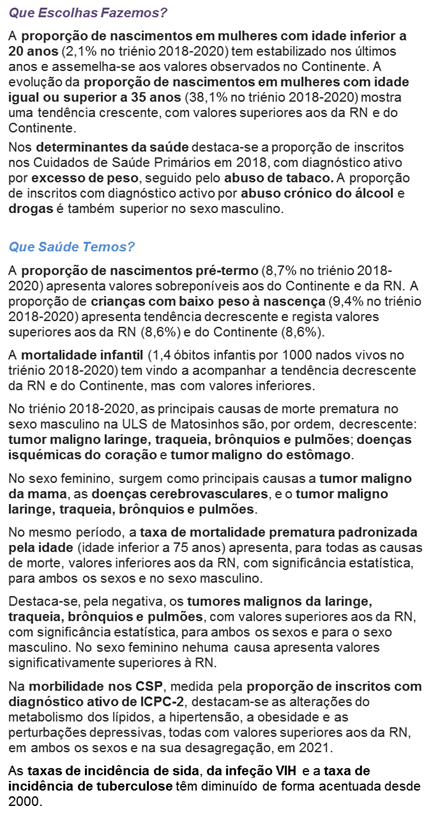 Que Escolhas Fazemos?
A proporção de nascimentos em mulheres com idade inferior a
20 anos (2,1% no triénio 2018-2020) tem estabilizado nos últimos
anos e assemelha-se aos valores observados no Continente. A
evolução da proporção de nascimentos em mulheres com idade
igual ou superior a 35 anos (38,1% no triénio 2018-2020) mostra
uma tendência crescente, com valores superiores aos da RN e do
Continente.
Nos determinantes da saúde destaca-se a proporção de inscritos
nos Cuidados de Saúde Primários em 2018, com diagnóstico ativo
por excesso de peso, seguido pelo abuso de tabaco. A proporção
de inscritos com diagnóstico activo por abuso crónico do álcool e
drogas é também superior no sexo masculino.
Que Saúde Temos?
A proporção de nascimentos pré-termo (8,7% no triénio 2018-
2020) apresenta valores sobreponíveis aos do Continente e da RN. A
proporção de crianças com baixo peso à nascença (9,4% no triénio
2018-2020) apresenta tendência decrescente e regista valores
superiores aos da RN (8,6%) e do Continente (8,6%).
A mortalidade infantil (1,4 óbitos infantis por 1000 nados vivos no
triénio 2018-2020) tem vindo a acompanhar a tendência decrescente
da RN e do Continente, mas com valores inferiores.
No triénio 2018-2020, as principais causas de morte prematura no
sexo masculino na ULS de Matosinhos são, por ordem, decrescente:
tumor maligno laringe, traqueia, brônquios e pulmões; doenças
isquémicas do coração e tumor maligno do estômago.
No sexo feminino, surgem como principais causas a tumor maligno
da mama, as doenças cerebrovasculares, e o tumor maligno
laringe, traqueia, brônquios e pulmões.
No mesmo período, a taxa de mortalidade prematura padronizada
pela idade (idade inferior a 75 anos) apresenta, para todas as causas
de morte, valores inferiores aos da RN, com significância estatística,
para ambos os sexos e no sexo masculino.
Destaca-se, pela negativa, os tumores malignos da laringe,
traqueia, brônquios e pulmões, com valores superiores aos da RN,
com significância estatística, para ambos os sexos e para o sexo
masculino. No sexo feminino nenhuma causa apresenta valores
significativamente superiores à RN.
Na morbilidade nos CSP, medida pela proporção de inscritos com
diagnóstico ativo de ICPC-2, destacam-se as alterações do
metabolismo dos lípidos, a hipertensão, a obesidade e as
perturbações depressivas, todas com valores superiores aos da RN,
em ambos os sexos e na sua desagregação, em 2021.
As taxas de incidência de sida, da infeção VIH e a taxa de
incidência de tuberculose têm diminuído de forma acentuada desde
2000.